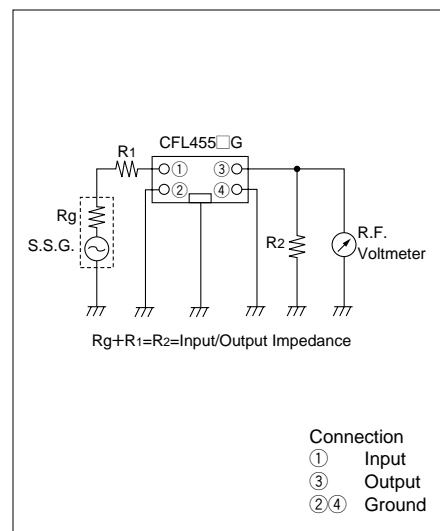 CFL455□G
R1
① ③
② ④
Rg
S.S.G.
R2
R.F.
Voltmeter
Rg+R1=R2=Input/Output Impedance
Connection
① Input
③ Output
②④ Ground